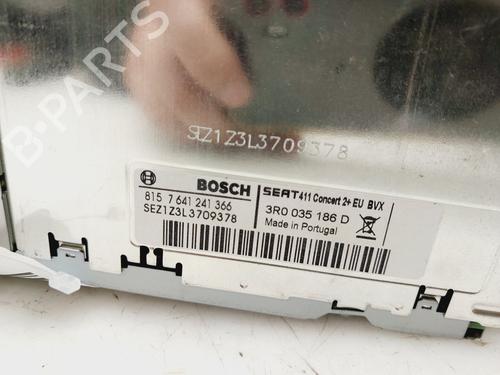 B-PARTS
SEZ1Z3L3709378
BOSCH
SEAT 411 Concert 2+ EU BVX
815 7 641 241 366
SEZ1Z3L3709378
3R0 035 186 D
Made in Portugal